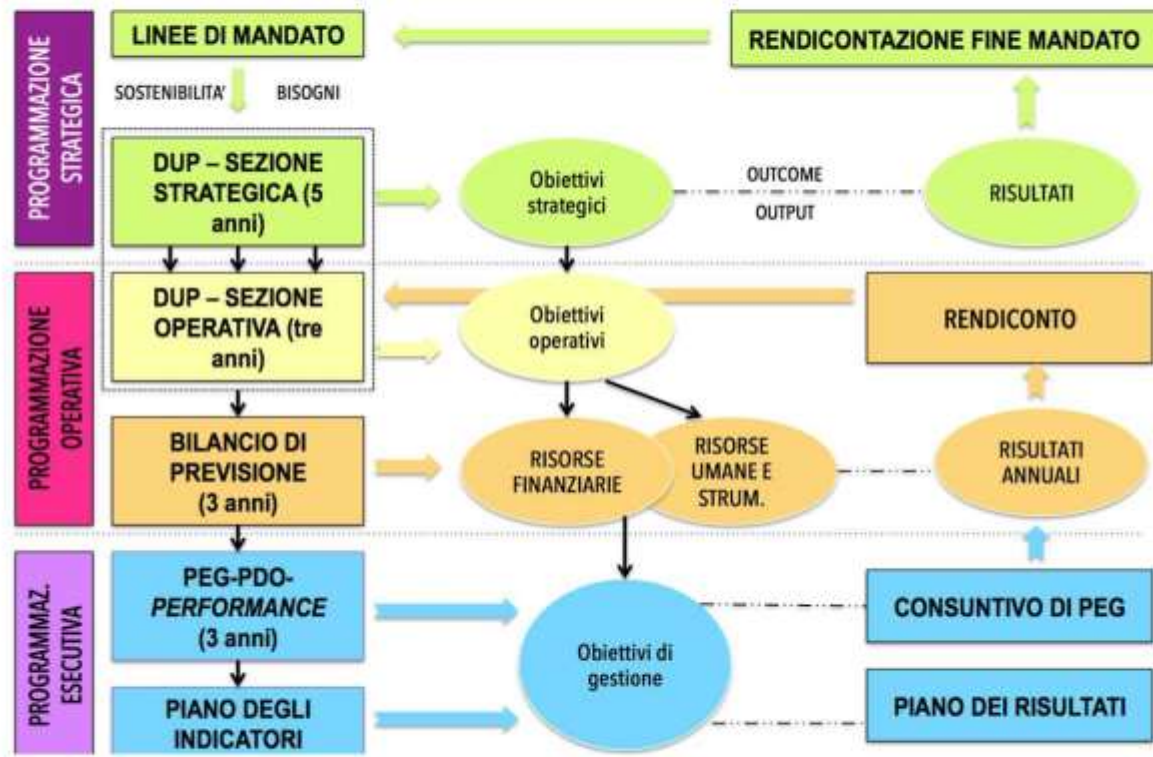 PROGRAMMAZIONE
STRATEGICA
LINEE DI MANDATO
RENDICONTAZIONE FINE MANDATO
SOSTENIBILITA'
BISOGNI
DUP – SEZIONE
STRATEGICA (5
anni)
Obiettivi
strategici
OUTCOME
OUTPUT
RISULTATI
PROGRAMMAZIONE
OPERATIVA
DUP – SEZIONE
OPERATIVA (tre
anni)
Obiettivi
operativi
RENDICONTO
BILANCIO DI
PREVISIONE
(3 anni)
RISORSE
FINANZIARIE
RISORSE
UMANE E
STRUM.
RISULTATI
ANNUALI
PROGRAMMAZ.
ESECUTIVA
PEG-PDO-
PERFORMANCE
(3 anni)
Obiettivi di
gestione
CONSUNTIVO DI PEG
PIANO DEGLI
INDICATORI
PIANO DEI RISULTATI